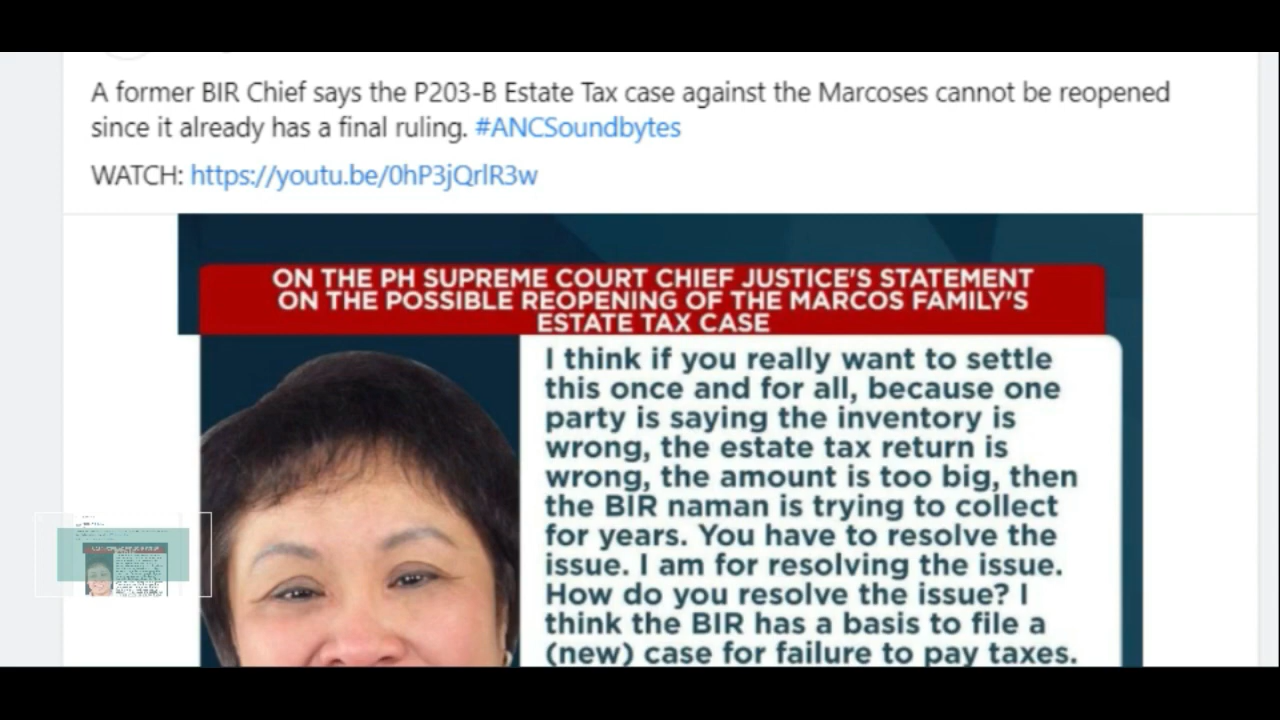 A former BIR Chief says the P203-B Estate Tax case against the Marcoses cannot be reopened
since it already has a final ruling. #ANCSoundbytes
WATCH: https://youtu.be/0hP3jQrlR3w
ON THE PH SUPREME COURT CHIEF JUSTICE'S STATEMENT
ON THE POSSIBLE REOPENING OF THE MARCOS FAMILY'S
ESTATE TAX CASE
I think if you really want to settle
this once and for all, because one
party is saying the inventory is
wrong, the estate tax return is
wrong, the amount is too big, then
the BIR naman is trying to collect
for years. You have to resolve the
issue. I am for resolving the issue.
How do you resolve the issue? I
think the BIR has a basis to file a
(new) case for failure to pay taxes.